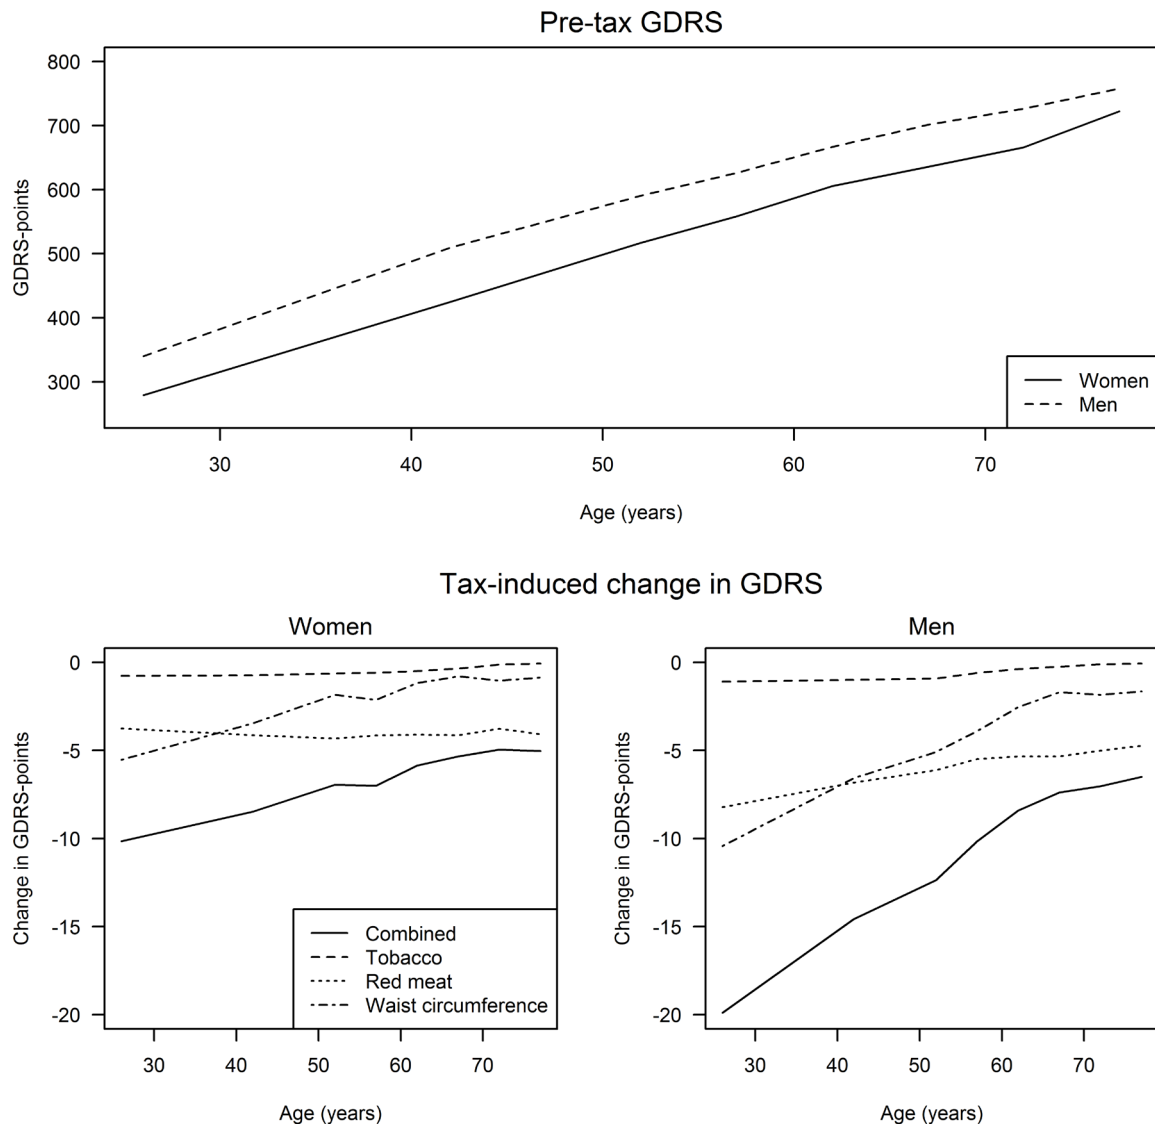 Pre-tax GDRS
800
700
600
500
400
300
GDRS-points
Women
Men
30 40 50 60 70
Age (years)
Tax-induced change in GDRS
Women
0
-5
-10
-15
-20
Change in GDRS-points
Combined
Tobacco
Red meat
Waist circumference
30 40 50 60 70
Age (years)
Men
0
-5
-10
-15
-20
Change in GDRS-points
30 40 50 60 70
Age (years)